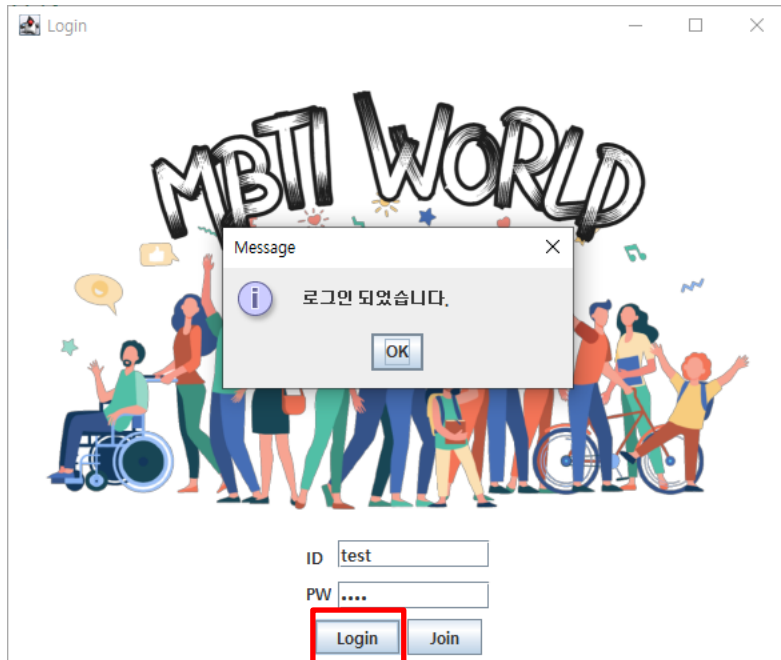 Login
MBTI WORLD
Message
로그인 되었습니다.
OK
ID test
PW ....
Login Join